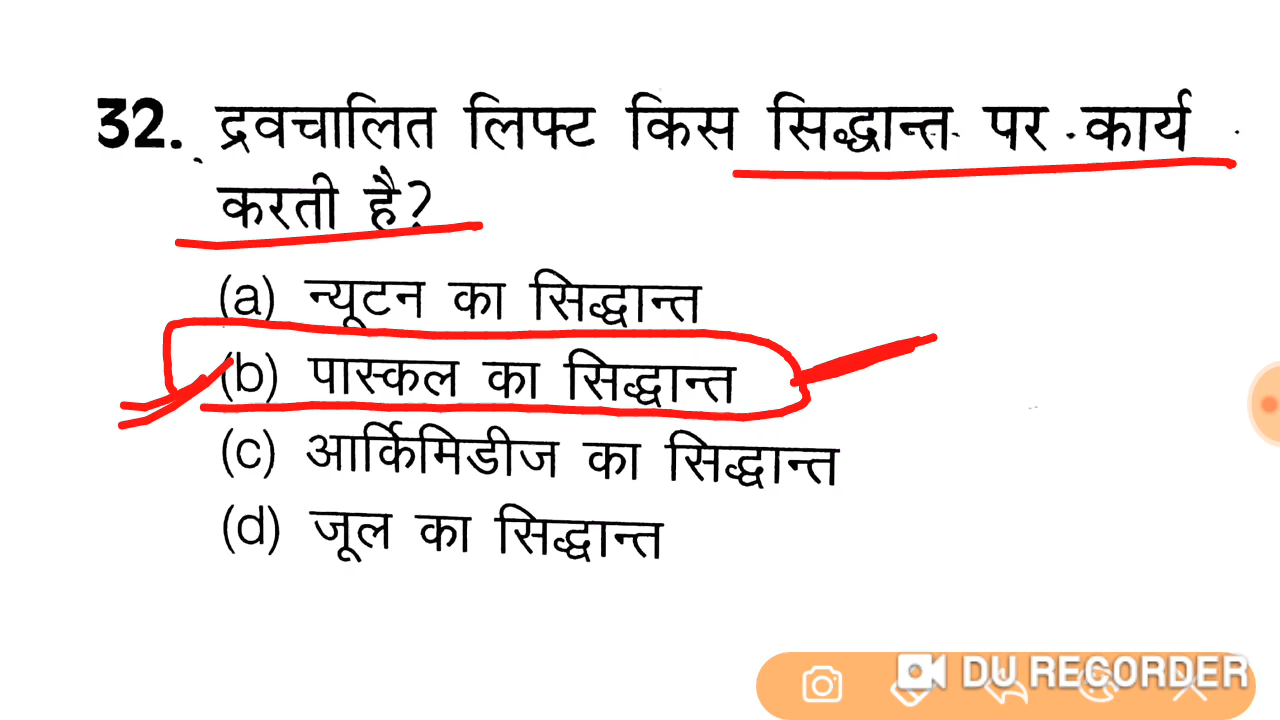 32. द्रवचालित लिफ्ट किस सिद्धान्त पर कार्य
करती है?
(a) न्यूटन का सिद्धान्त
(b) पास्कल का सिद्धान्त
(c) आर्किमिडीज का सिद्धान्त
(d) जूल का सिद्धान्त
DU RECORDER